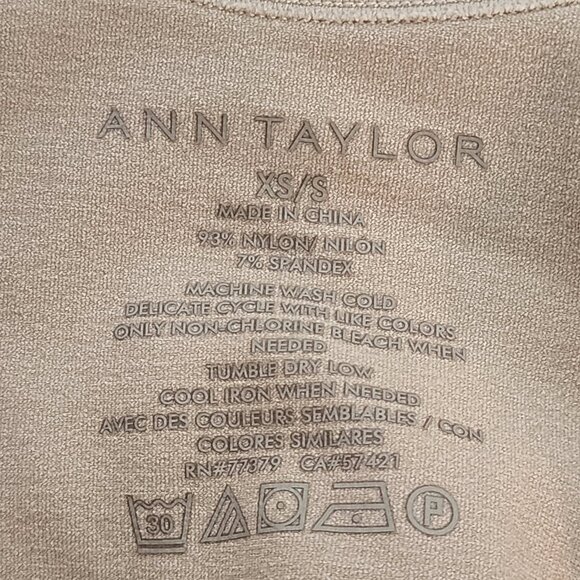 ANN TAYLOR
XS/S
MADE IN CHINA
93% NYLON/ NILON
7% SPANDEX
MACHINE WASH COLD
DELICATE CYCLE WITH LIKE COLORS
ONLY NON-CHLORINE BLEACH WHEN
NEEDED
TUMBLE DRY LOW
COOL IRON WHEN NEEDED
AVEC DES COULEURS SEMBLABLES / CON
COLORES SIMILARES
RN#77379 CA#57421
30 P